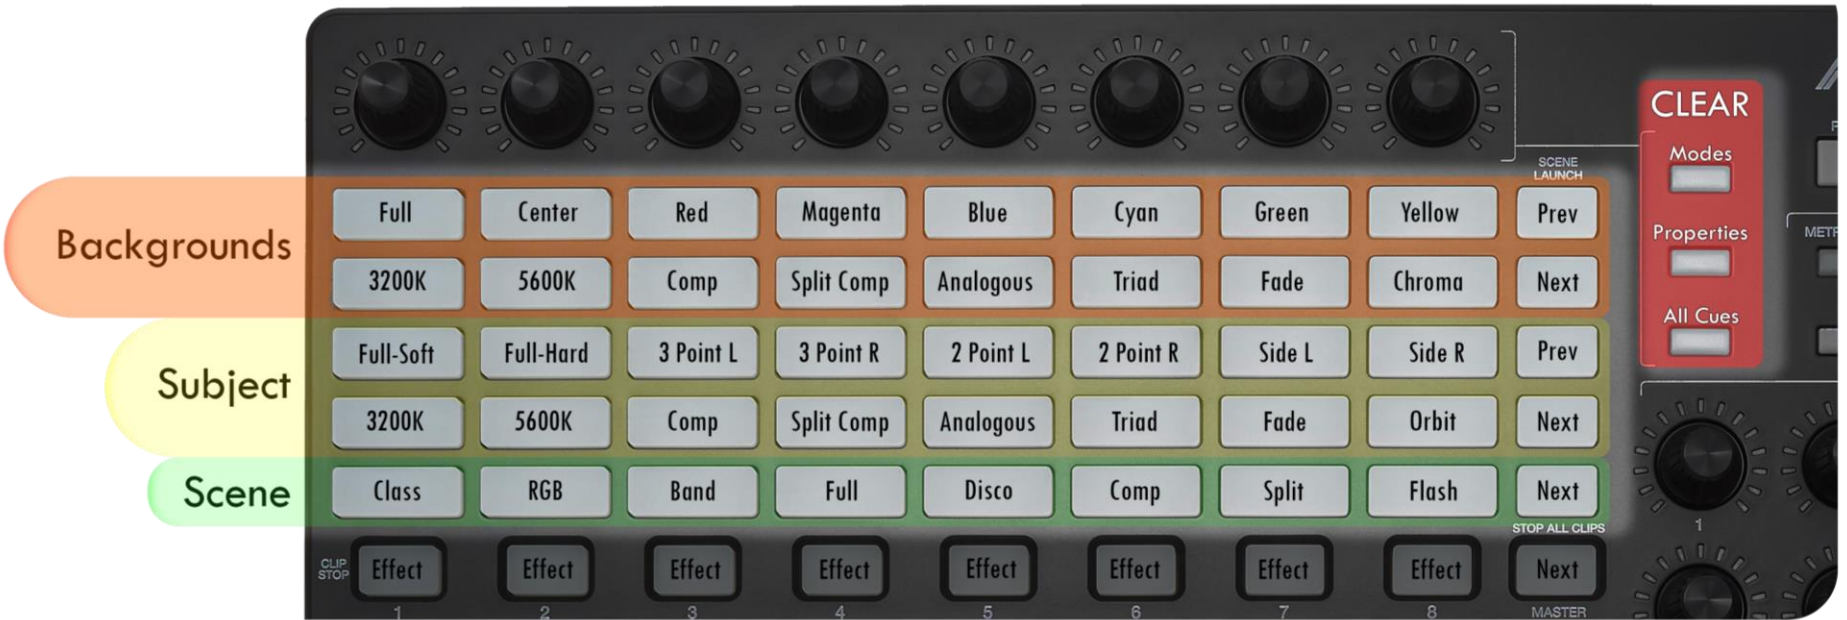 CLEAR
Modes
Properties
All Cues
SCENE
LAUNCH
Backgrounds
Full Center Red Magenta Blue Cyan Green Yellow Prev
3200K 5600K Comp Split Comp Analogous Triad Fade Chroma Next
Subject
Full-Soft Full-Hard 3 Point L 3 Point R 2 Point L 2 Point R Side L Side R Prev
3200K 5600K Comp Split Comp Analogous Triad Fade Orbit Next
Scene
Class RGB Band Full Disco Comp Split Flash Next
STOP ALL CLIPS
CLIP
STOP
Effect Effect Effect Effect Effect Effect Effect Effect Next
1 2 3 4 5 6 7 8 MASTER
1